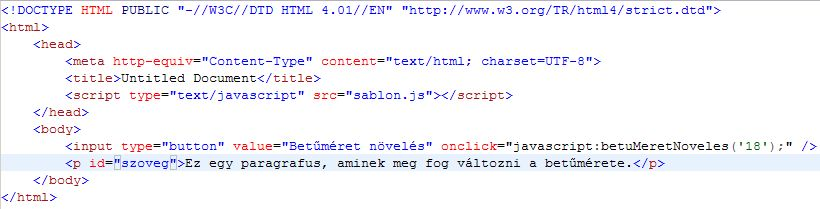 <!DOCTYPE HTML PUBLIC "-//W3C//DTD HTML 4.01//EN" "http://www.w3.org/TR/html4/strict.dtd">
<html>
    <head>
        <meta http-equiv="Content-Type" content="text/html; charset=UTF-8">
        <title>Untitled Document</title>
        <script type="text/javascript" src="sablon.js"></script>
    </head>
    <body>
        <input type="button" value="Betűméret növelés" onclick="javascript:betuMeretNoveles('18');" />
        <p id="szoveg">Ez egy paragrafus, aminek meg fog változni a betűmérete.</p>
    </body>
</html>